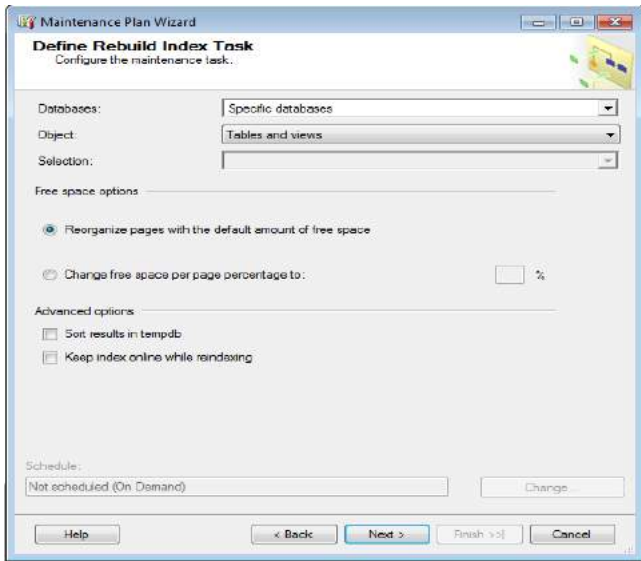 Maintenance Plan Wizard
Define Rebuild Index Task
Configure the maintenance task.
Databases: Specific databases
Object: Tables and views
Selection:
Free space options
Reorganize pages with the default amount of free space
Change free space per page percentage to: %
Advanced options
Sort results in tempdb
Keep index online while reindexing
Schedule:
Not scheduled (On Demand) Change...
Help < Back Next > Finish >>| Cancel